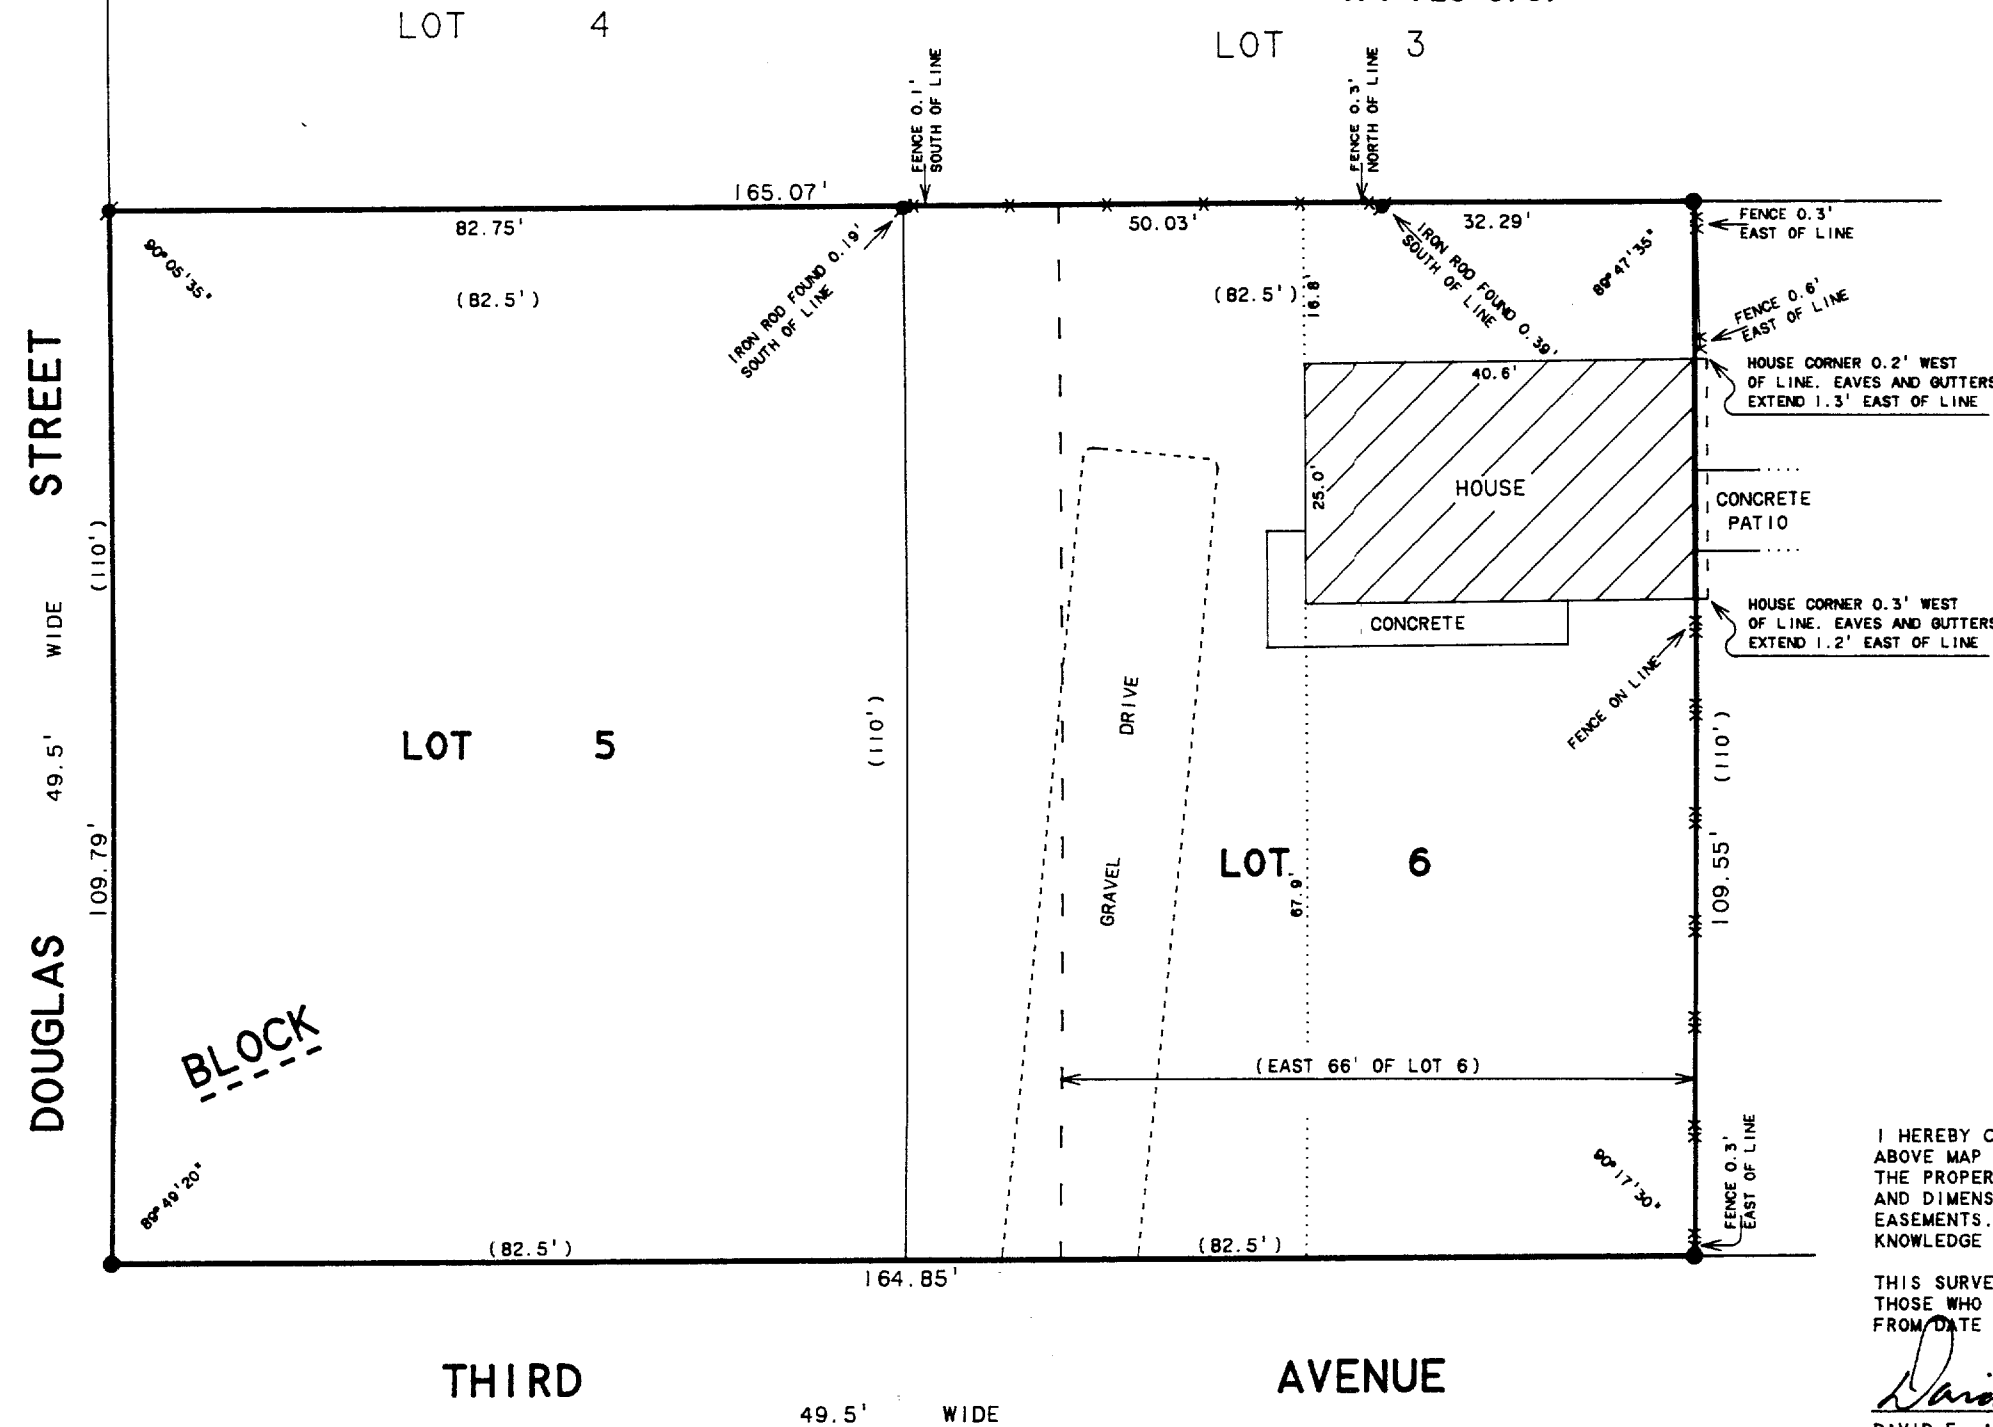 LOT 4
LOT 3
FENCE 0.1'
SOUTH OF LINE
FENCE 0.3'
NORTH OF LINE
165.07'
82.75'
50.03'
32.29'
FENCE 0.3'
EAST OF LINE
90°05'35"
(82.5')
IRON ROD FOUND 0.19'
SOUTH OF LINE
(82.5')
16.8'
IRON ROD FOUND 0.39'
SOUTH OF LINE
89°47'35"
FENCE 0.6'
EAST OF LINE
HOUSE CORNER 0.2' WEST
OF LINE. EAVES AND GUTTERS
EXTEND 1.3' EAST OF LINE
40.6'
25.0'
HOUSE
CONCRETE
PATIO
CONCRETE
HOUSE CORNER 0.3' WEST
OF LINE. EAVES AND GUTTERS
EXTEND 1.2' EAST OF LINE
FENCE ON LINE
DOUGLAS STREET
49.5' WIDE
(110')
109.79'
(110')
(110')
109.55'
LOT 5
GRAVEL DRIVE
LOT 6
67.9'
BLOCK
(EAST 66' OF LOT 6)
89°49'20"
90°17'30"
FENCE 0.3'
EAST OF LINE
(82.5')
(82.5')
164.85'
THIRD AVENUE
49.5' WIDE
I HEREBY
ABOVE MAP
THE PROPER
AND DIMENS
EASEMENTS.
KNOWLEDGE
THIS SURVE
THOSE WHO
FROM DATE